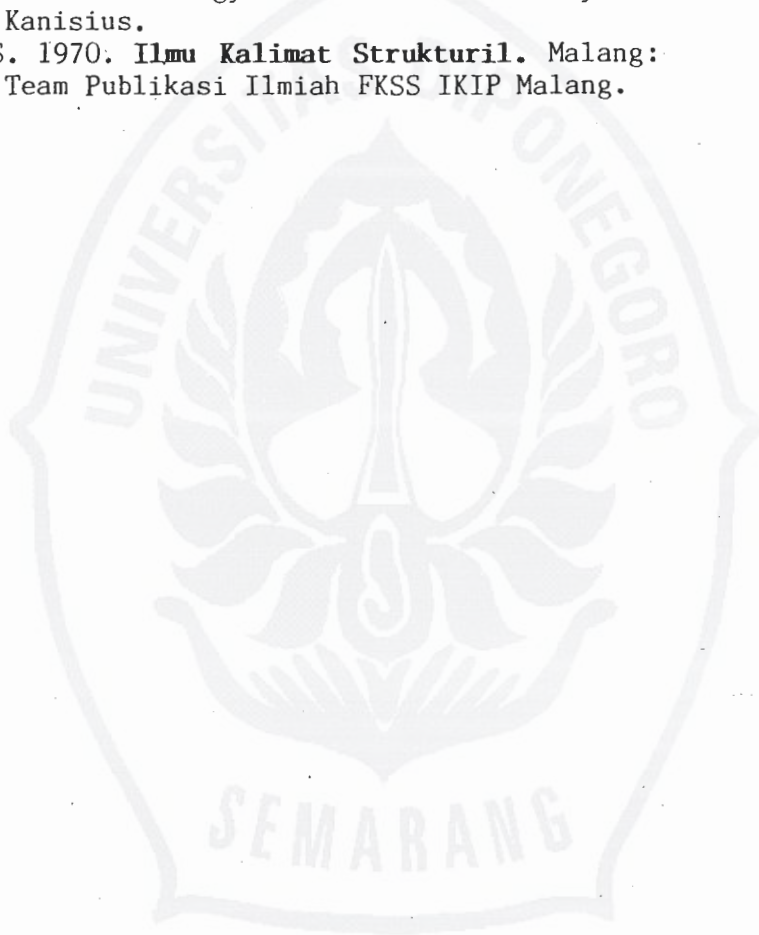 Kanisius.
S. 1970. Ilmu Kalimat Strukturil. Malang:
Team Publikasi Ilmiah FKSS IKIP Malang.
UNIVERSITAS DIPONEGORO
SEMARANG